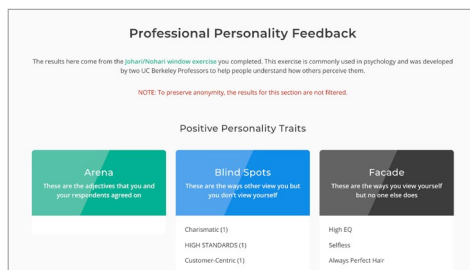 Professional Personality Feedback
The results here come from the Johari/Nohari window exercise you completed. This exercise is commonly used in psychology and was developed
by two UC Berkeley Professors to help people understand how others perceive them.
NOTE: To preserve anonymity, the results for this section are not filtered.
Positive Personality Traits
Arena
These are the adjectives that you and
your respondents agreed on
Blind Spots
These are the ways other view you but
you don't view yourself
Charismatic (1)
HIGH STANDARDS (1)
Customer-Centric (1)
Facade
These are the ways you view yourself
but no one else does
High EQ
Selfless
Always Perfect Hair